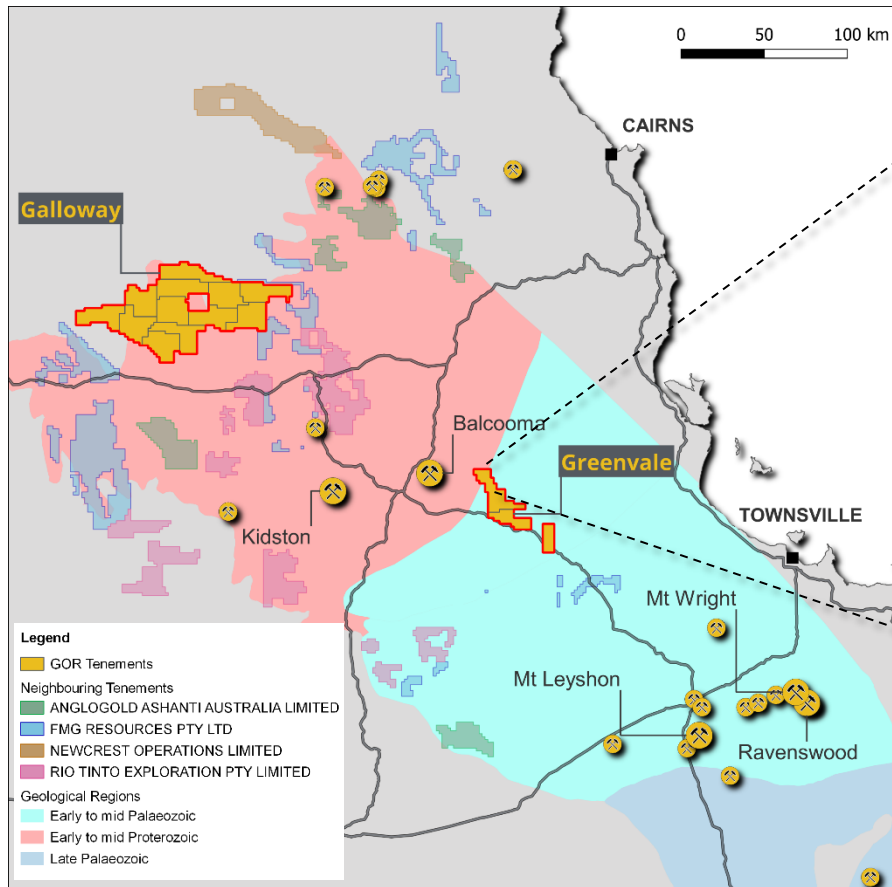 0 50 100 km
CAIRNS
Galloway
Balcooma
Greenvale
Kidston
TOWNSVILLE
Mt Wright
Mt Leyshon
Ravenswood
Legend
GOR Tenements
Neighbouring Tenements
ANGLOGOLD ASHANTI AUSTRALIA LIMITED
FMG RESOURCES PTY LTD
NEWCREST OPERATIONS LIMITED
RIO TINTO EXPLORATION PTY LIMITED
Geological Regions
Early to mid Palaeozoic
Early to mid Proterozoic
Late Palaeozoic